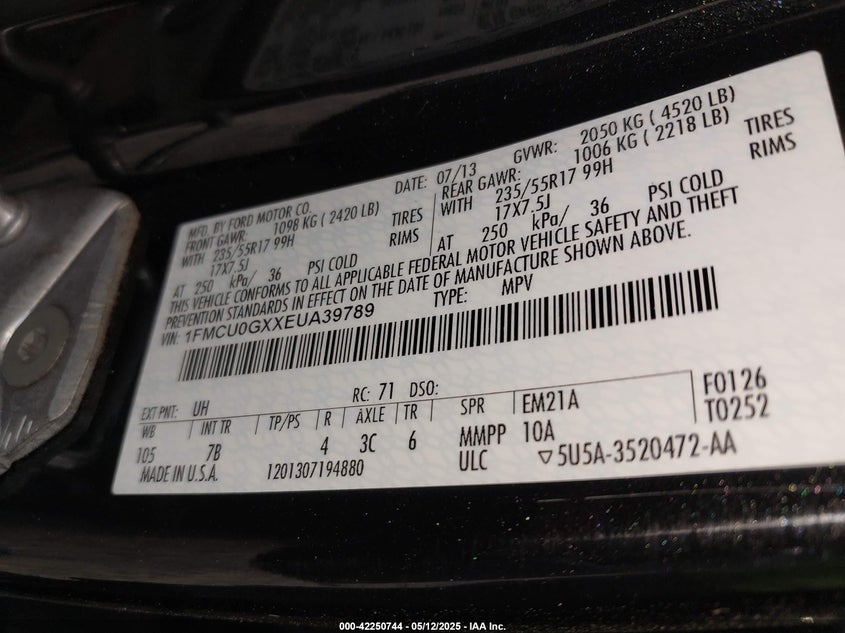 MFD. BY FORD MOTOR CO.
DATE: 07/13
GVWR: 2050 KG ( 4520 LB)
FRONT GAWR: 1098 KG ( 2420 LB)
REAR GAWR: 1006 KG ( 2218 LB)
WITH 235/55R17 99H TIRES
WITH 235/55R17 99H TIRES
17X7.5J RIMS
17X7.5J RIMS
AT 250 kPa/ 36 PSI COLD
AT 250 kPa/ 36 PSI COLD
THIS VEHICLE CONFORMS TO ALL APPLICABLE FEDERAL MOTOR VEHICLE SAFETY AND THEFT
PREVENTION STANDARDS IN EFFECT ON THE DATE OF MANUFACTURE SHOWN ABOVE.
VIN: 1FMCU0GXXEUA39789
TYPE: MPV
EXT PNT: UH RC: 71 DSO:
WB INT TR TP/PS R AXLE TR SPR EM21A F0126
105 7B 4 3C 6 MMPP 10A T0252
MADE IN U.S.A. 1201307194880 ULC ▽5U5A-3520472-AA
000-42250744 - 05/12/2025 - IAA Inc.